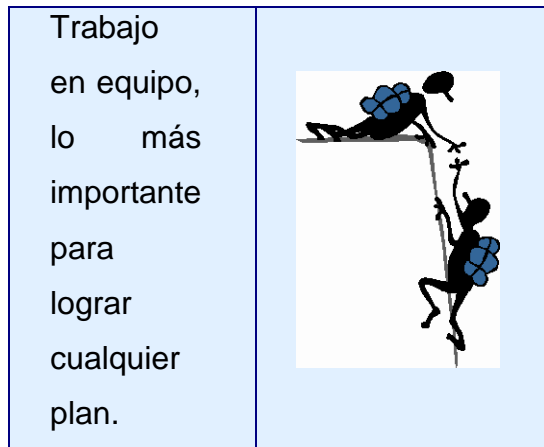 Trabajo
en equipo,
lo más
importante
para
lograr
cualquier
plan.